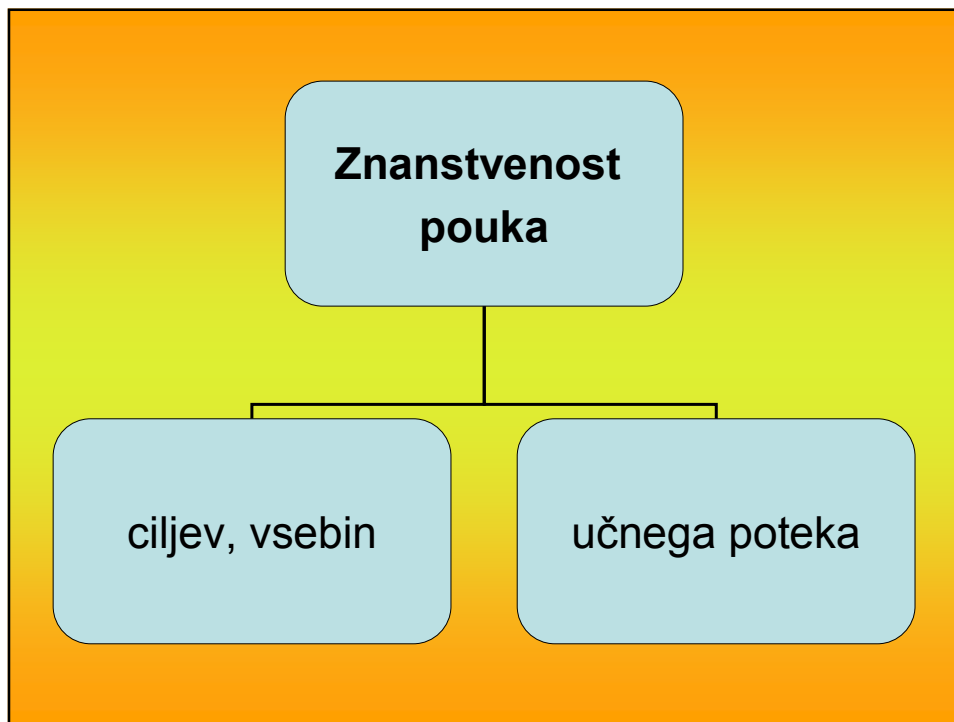 Znanstvenost
pouka
ciljev, vsebin
učnega poteka